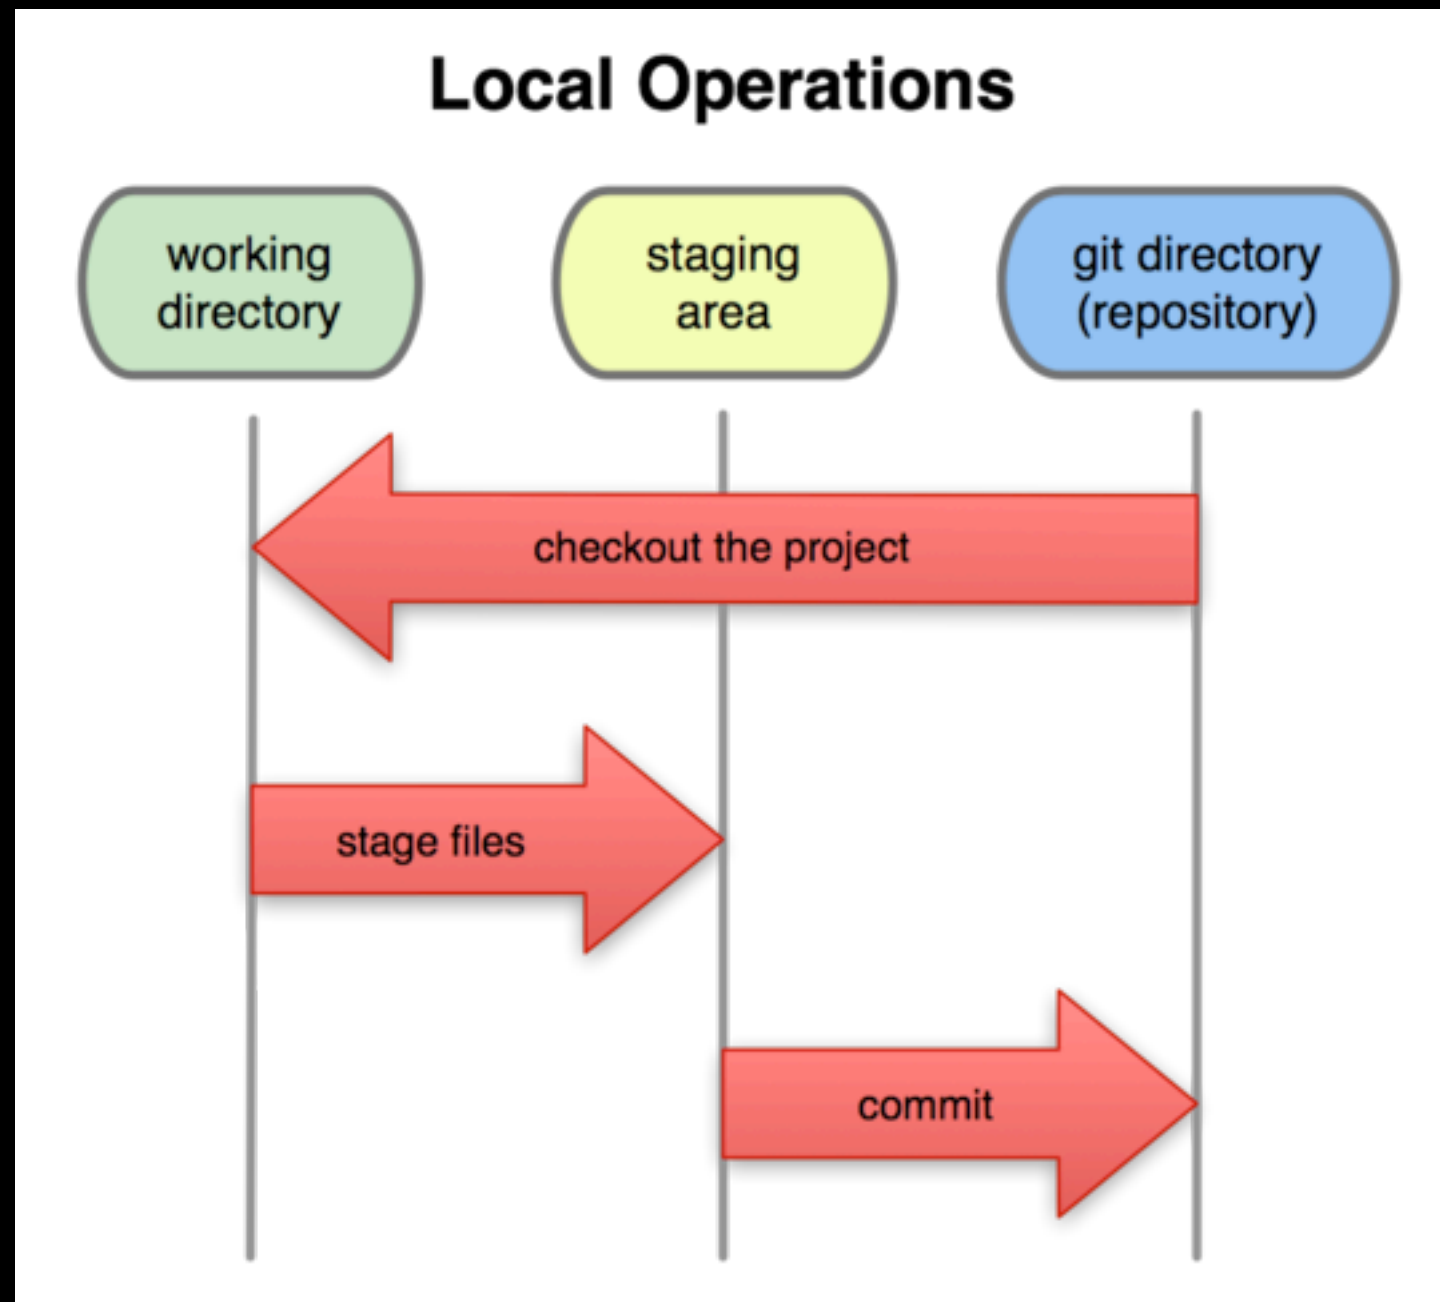 Local Operations
working
directory
staging
area
git directory
(repository)
checkout the project
stage files
commit